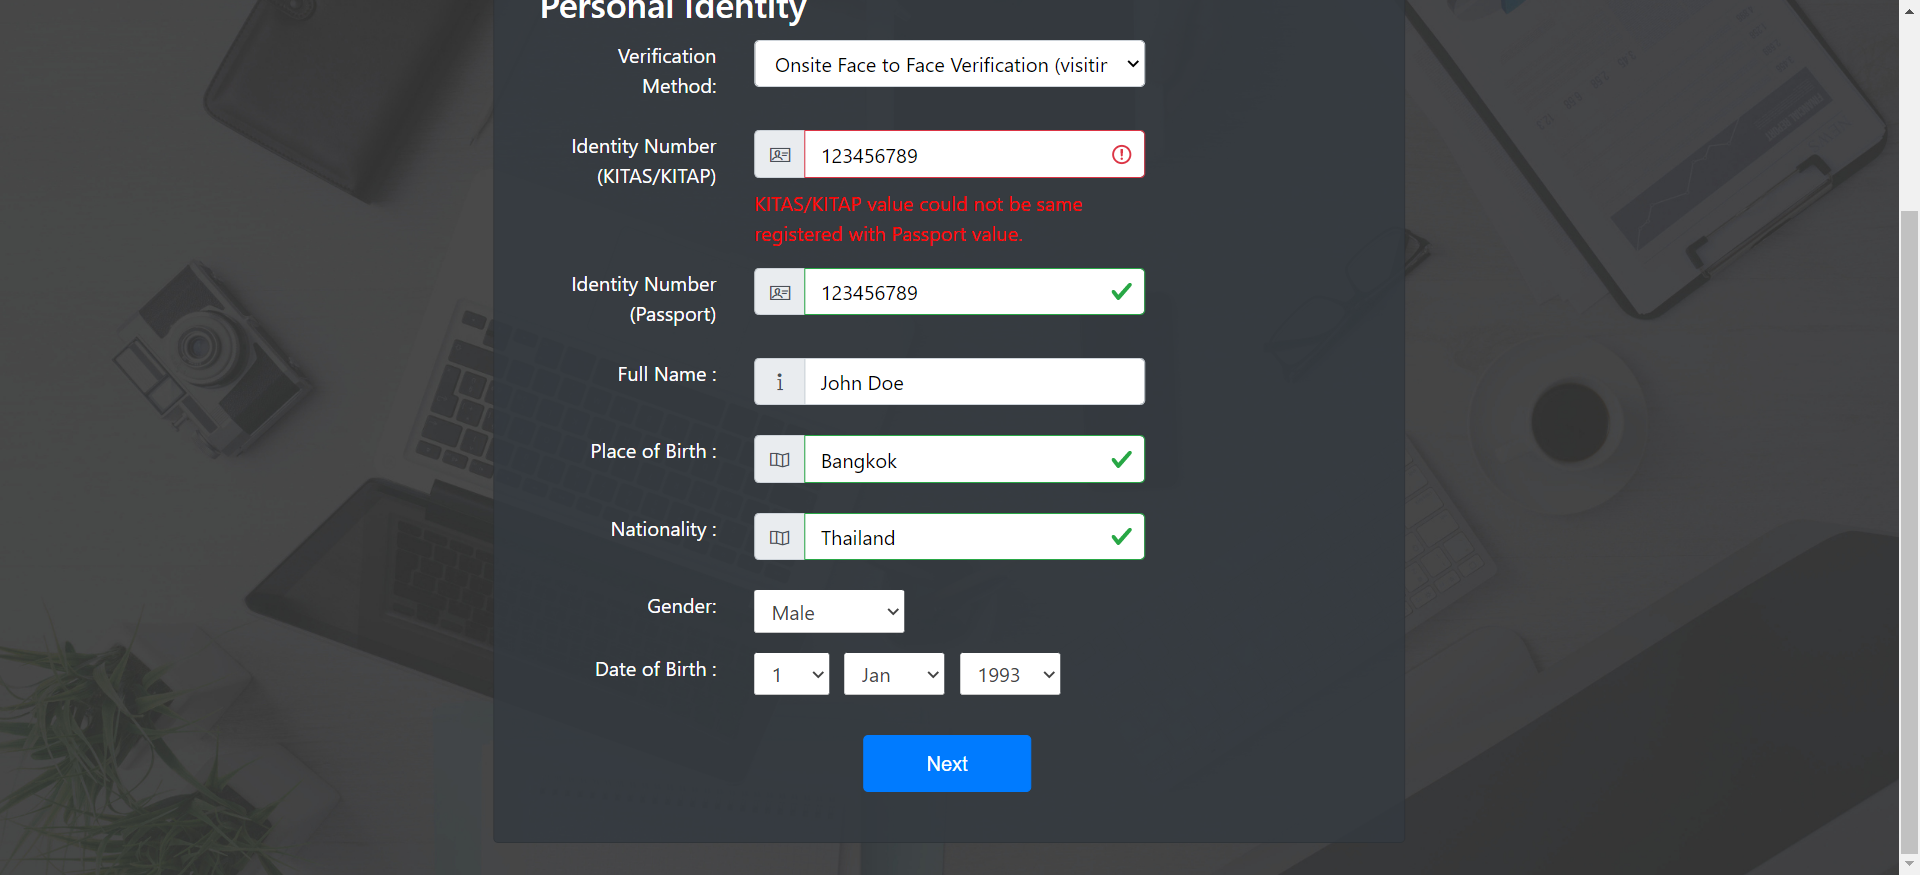 Personal Identity
Verification
Method:
Onsite Face to Face Verification (visitir
Identity Number
(KITAS/KITAP)
123456789
KITAS/KITAP value could not be same
registered with Passport value.
Identity Number
(Passport)
123456789
Full Name :
John Doe
Place of Birth :
Bangkok
Nationality :
Thailand
Gender:
Male
Date of Birth :
1
Jan
1993
Next